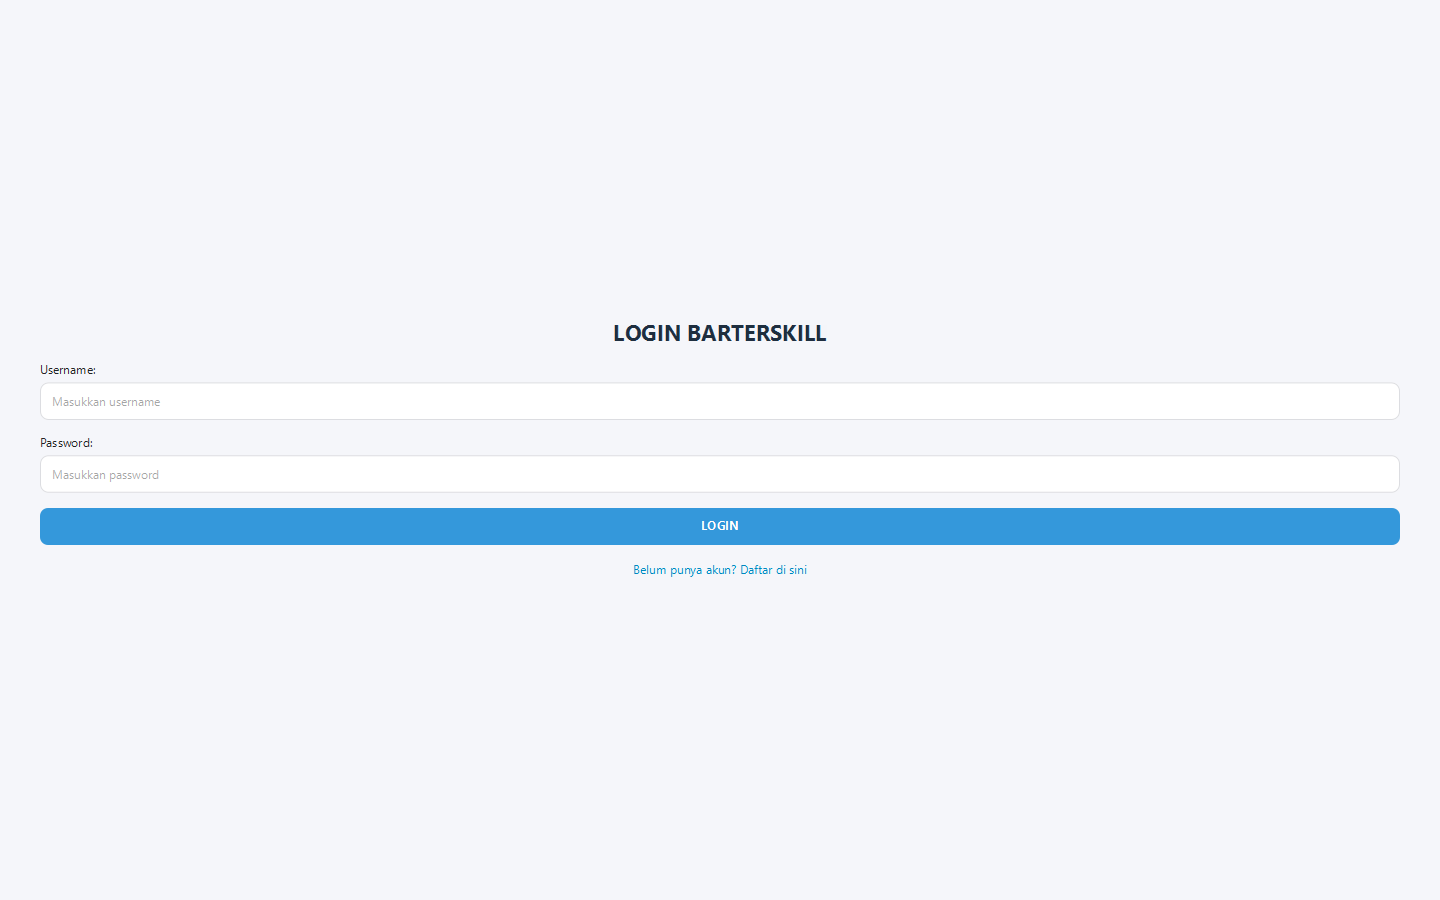 LOGIN BARTERSKILL
Username:
Masukkan username
Password:
Masukkan password
LOGIN
Belum punya akun? Daftar di sini